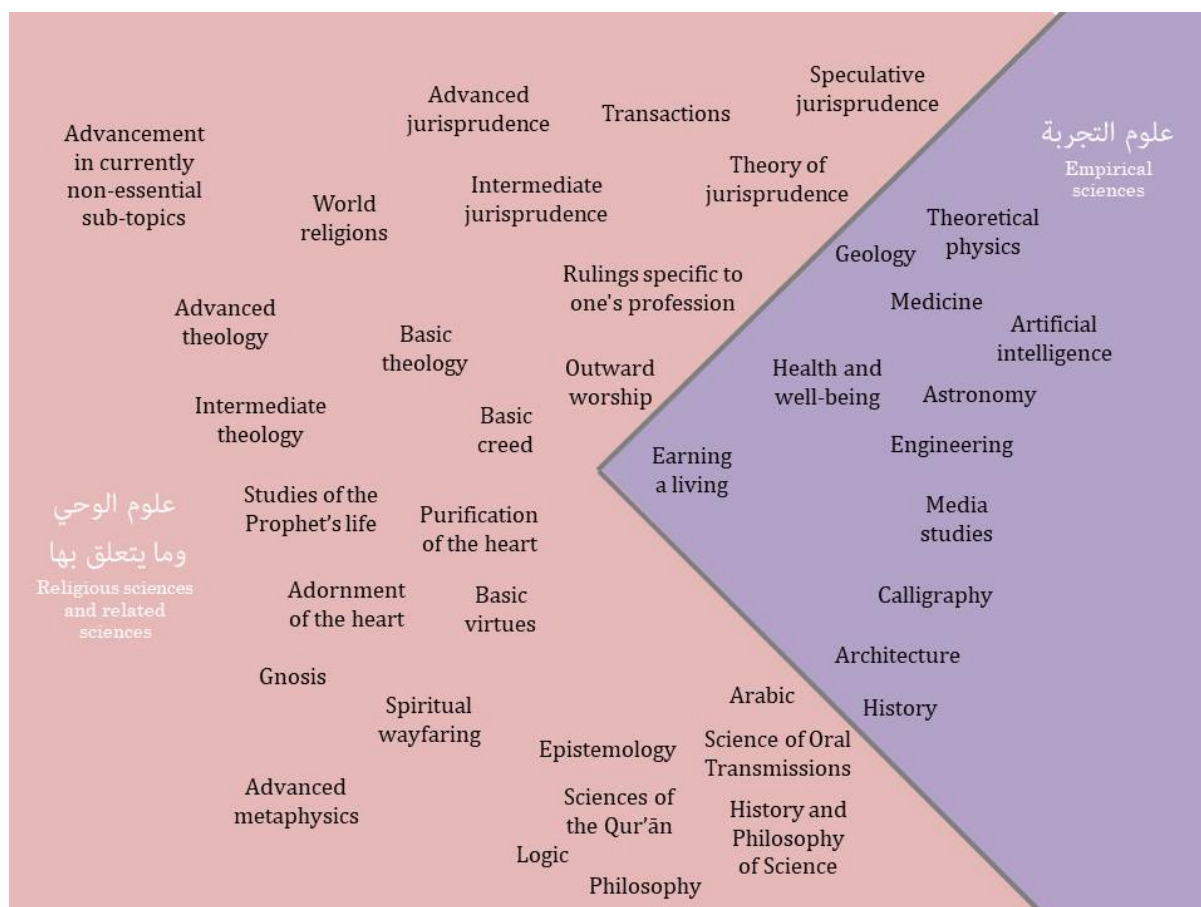 Speculative
jurisprudence
Advanced
jurisprudence
Transactions
Advancement
in currently
non-essential
sub-topics
علوم التجربة
Empirical
sciences
Theory of
jurisprudence
Intermediate
jurisprudence
World
religions
Theoretical
physics
Geology
Rulings specific to
one's profession
Medicine
Artificial
intelligence
Advanced
theology
Basic
theology
Outward
worship
Health and
well-being
Astronomy
Intermediate
theology
Basic
creed
Engineering
Earning
a living
علوم الوحي
وما يتعلق بها
Religious sciences
and related
sciences
Studies of the
Prophet’s life
Purification
of the heart
Media
studies
Adornment
of the heart
Basic
virtues
Calligraphy
Architecture
Gnosis
Arabic
History
Spiritual
wayfaring
Epistemology
Science of Oral
Transmissions
Advanced
metaphysics
Sciences of
the Qur’ān
History and
Philosophy
of Science
Logic
Philosophy